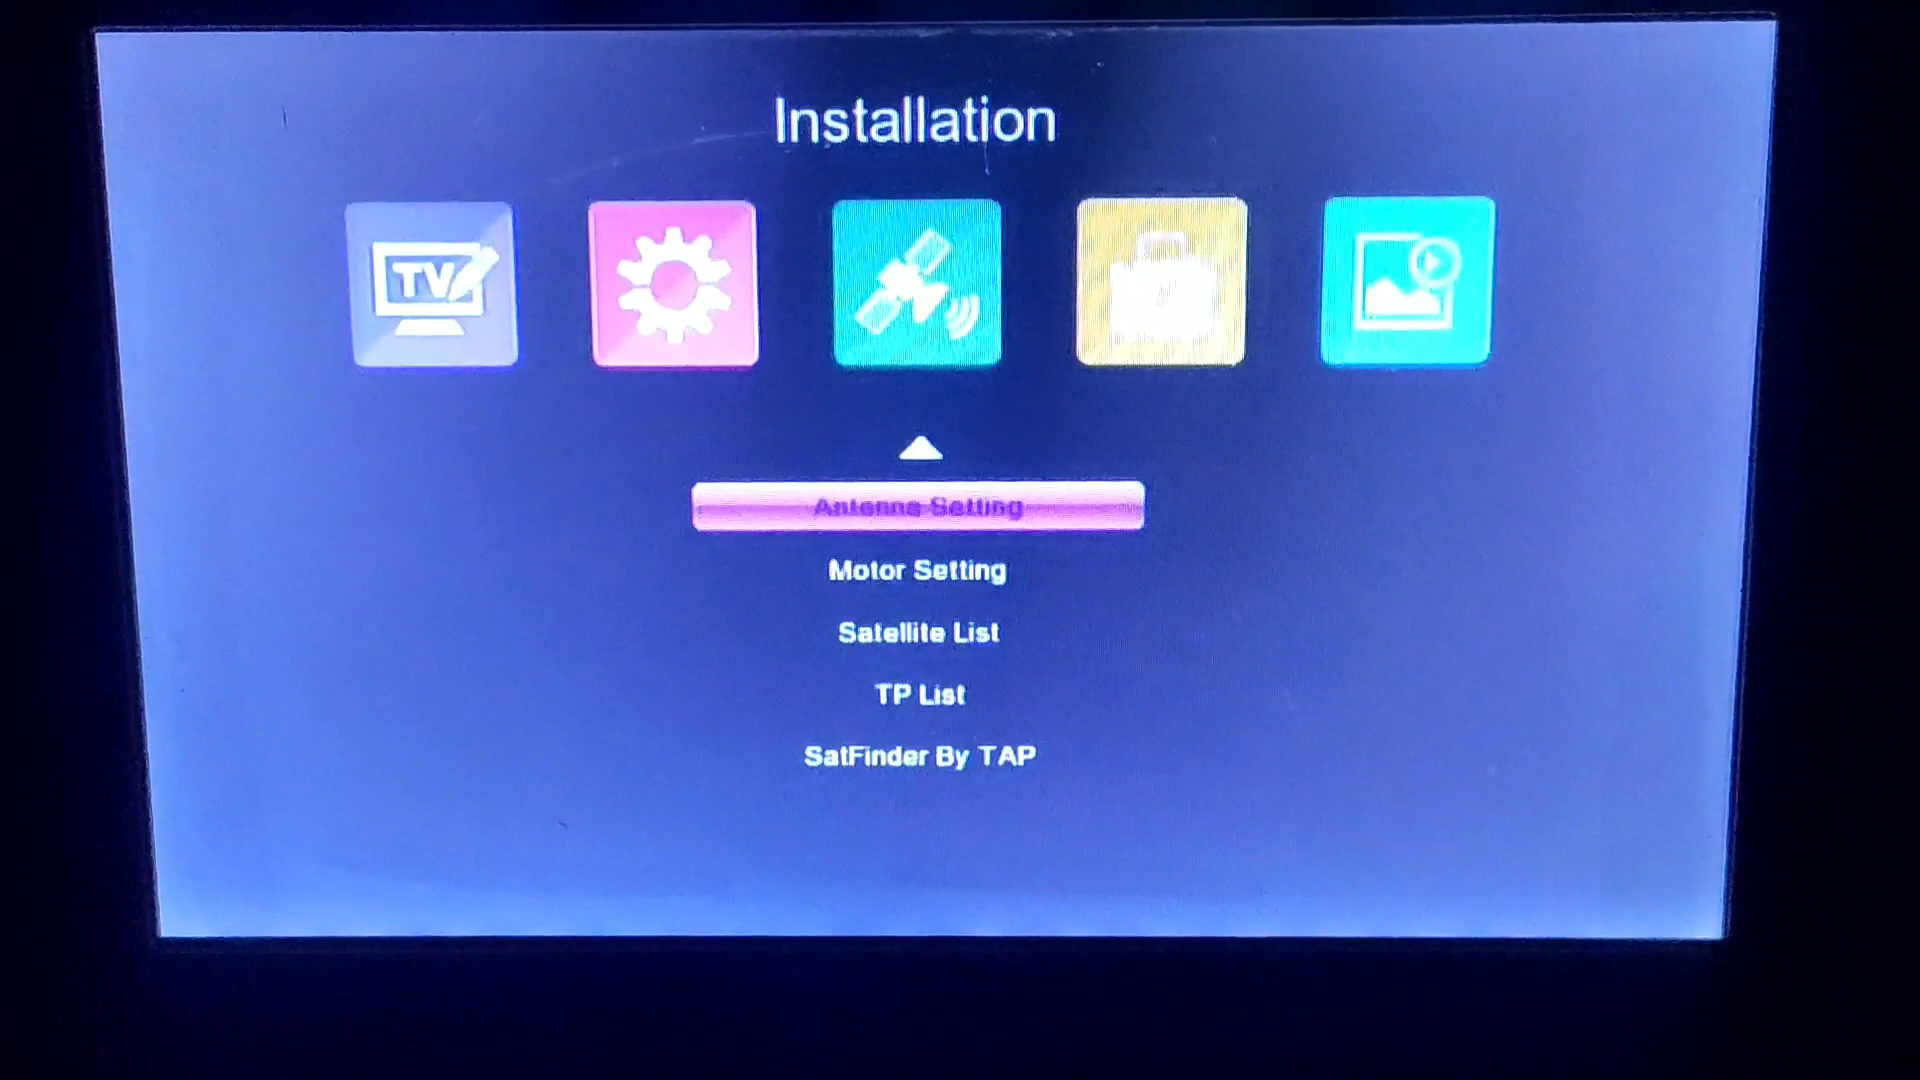 Installation
TV
Antenna Setting
Motor Setting
Satellite List
TP List
SatFinder By TAP